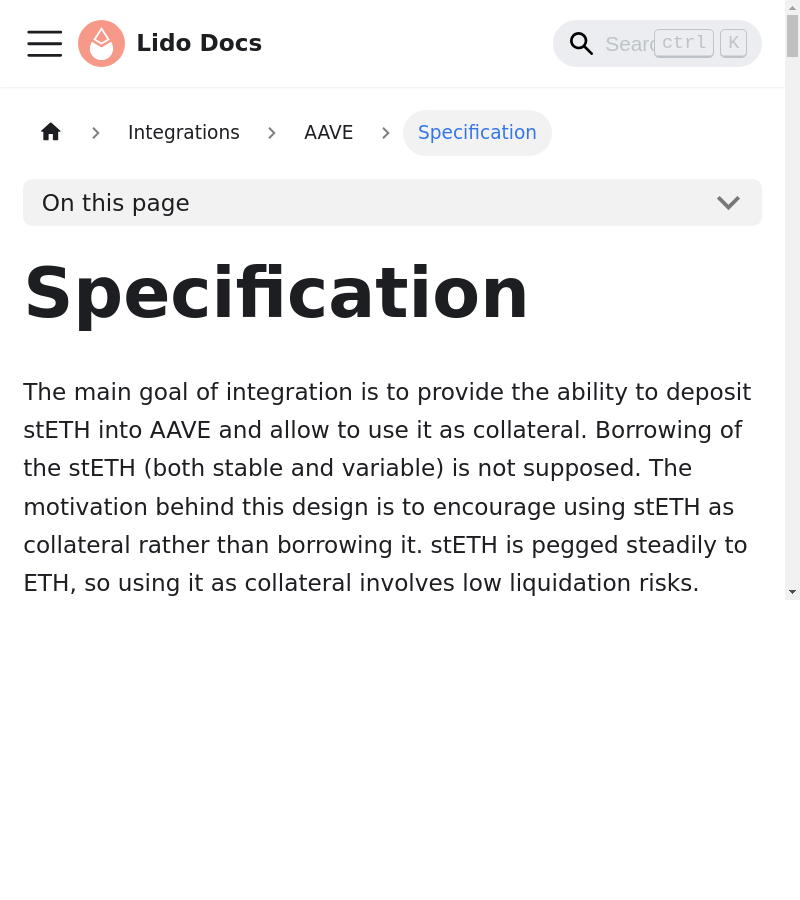 Lido Docs
Search
ctrl K
Integrations
AAVE
Specification
On this page
Specification
The main goal of integration is to provide the ability to deposit
stETH into AAVE and allow to use it as collateral. Borrowing of
the stETH (both stable and variable) is not supposed. The
motivation behind this design is to encourage using stETH as
collateral rather than borrowing it. stETH is pegged steadily to
ETH, so using it as collateral involves low liquidation risks.